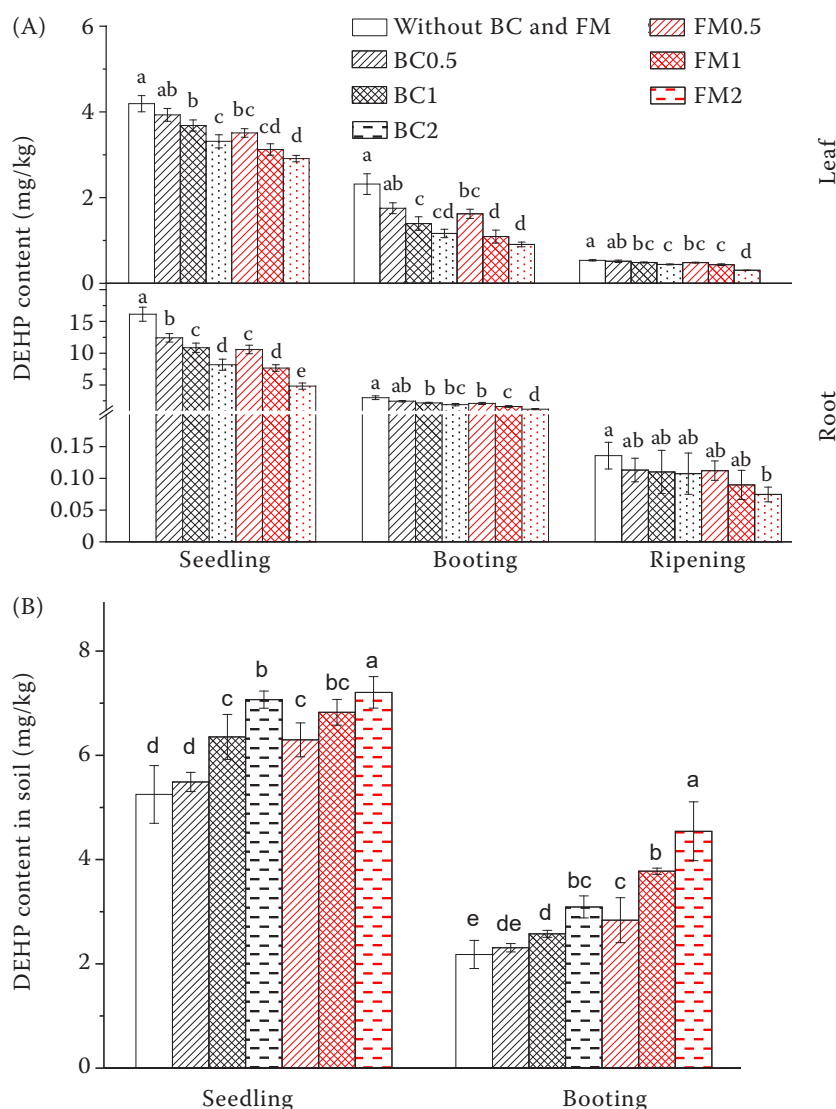 (A)
Without BC and FM
FM0.5
BC0.5
FM1
BC1
FM2
BC2
DEHP content (mg/kg)
6
4
2
0
a ab b c bc cd d
a ab c cd bc d d
a ab bc c bc c d
Leaf
15
10
5
0.15
0.10
0.05
0
a b c d c d e
a ab b bc b c d
a ab ab ab ab ab b
Root
Seedling Booting Ripening
(B)
DEHP content in soil (mg/kg)
8
6
4
2
0
d d c b c bc a
e de d bc c b a
Seedling Booting